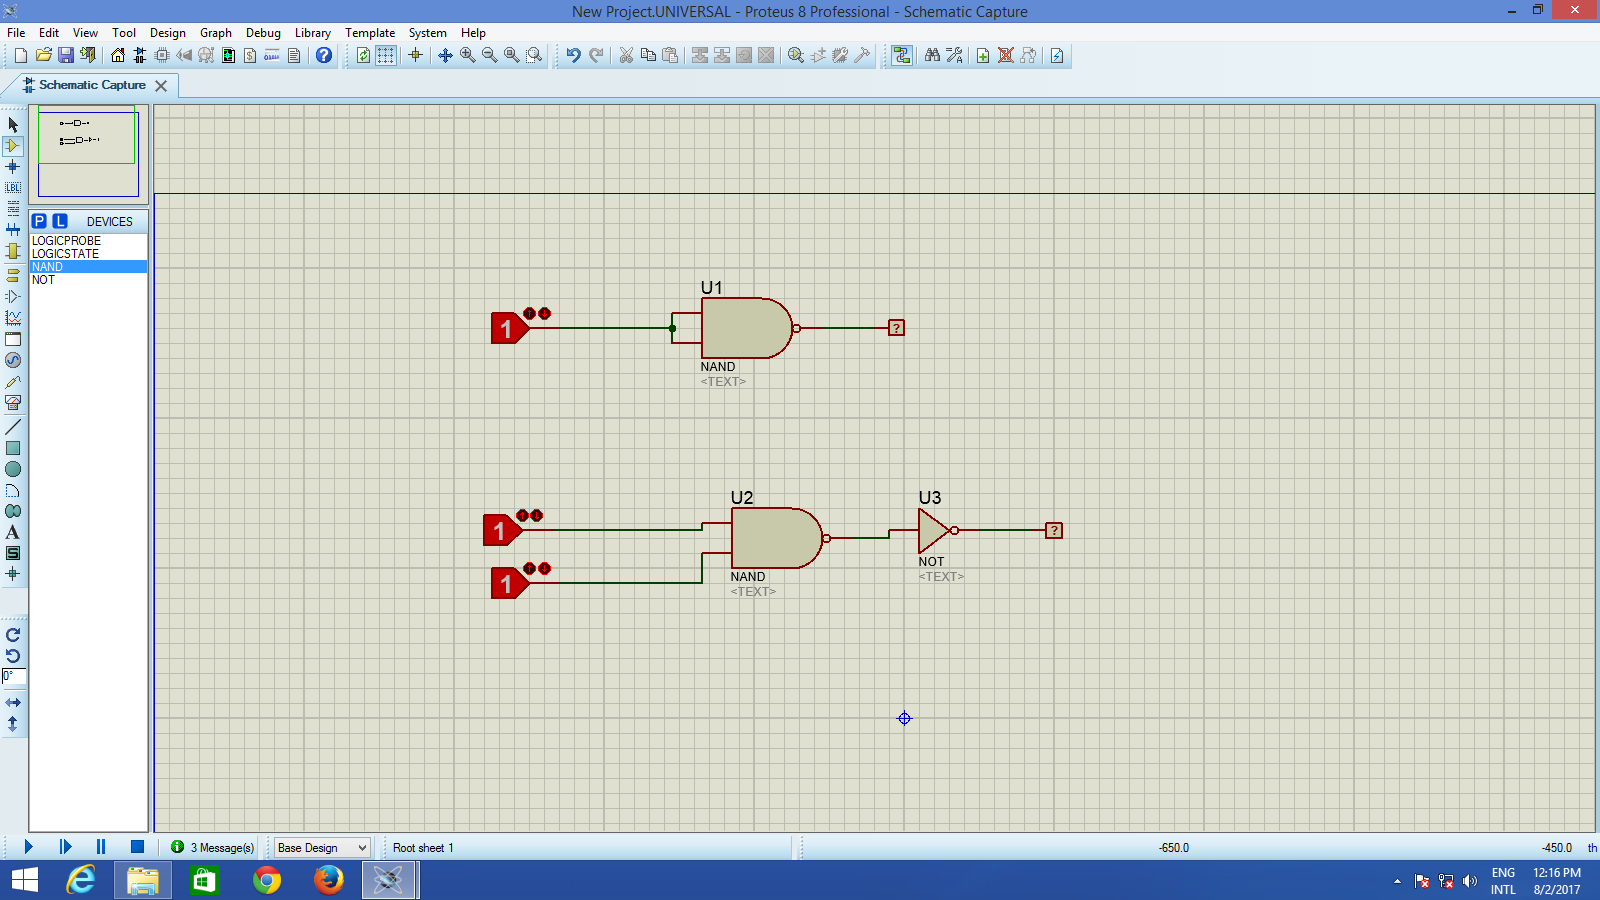 New Project.UNIVERSAL - Proteus 8 Professional - Schematic Capture
File Edit View Tool Design Graph Debug Library Template System Help
Schematic Capture
LBL
P L DEVICES
LOGICPROBE
LOGICSTATE
NAND
NOT
U1
1
?
NAND
<TEXT>
U2
U3
1
?
NOT
1
NAND
<TEXT>
<TEXT>
A
S
0°
3 Message(s)
Base Design
Root sheet 1
-650.0
-450.0
th
ENG
INTL
12:16 PM
8/2/2017